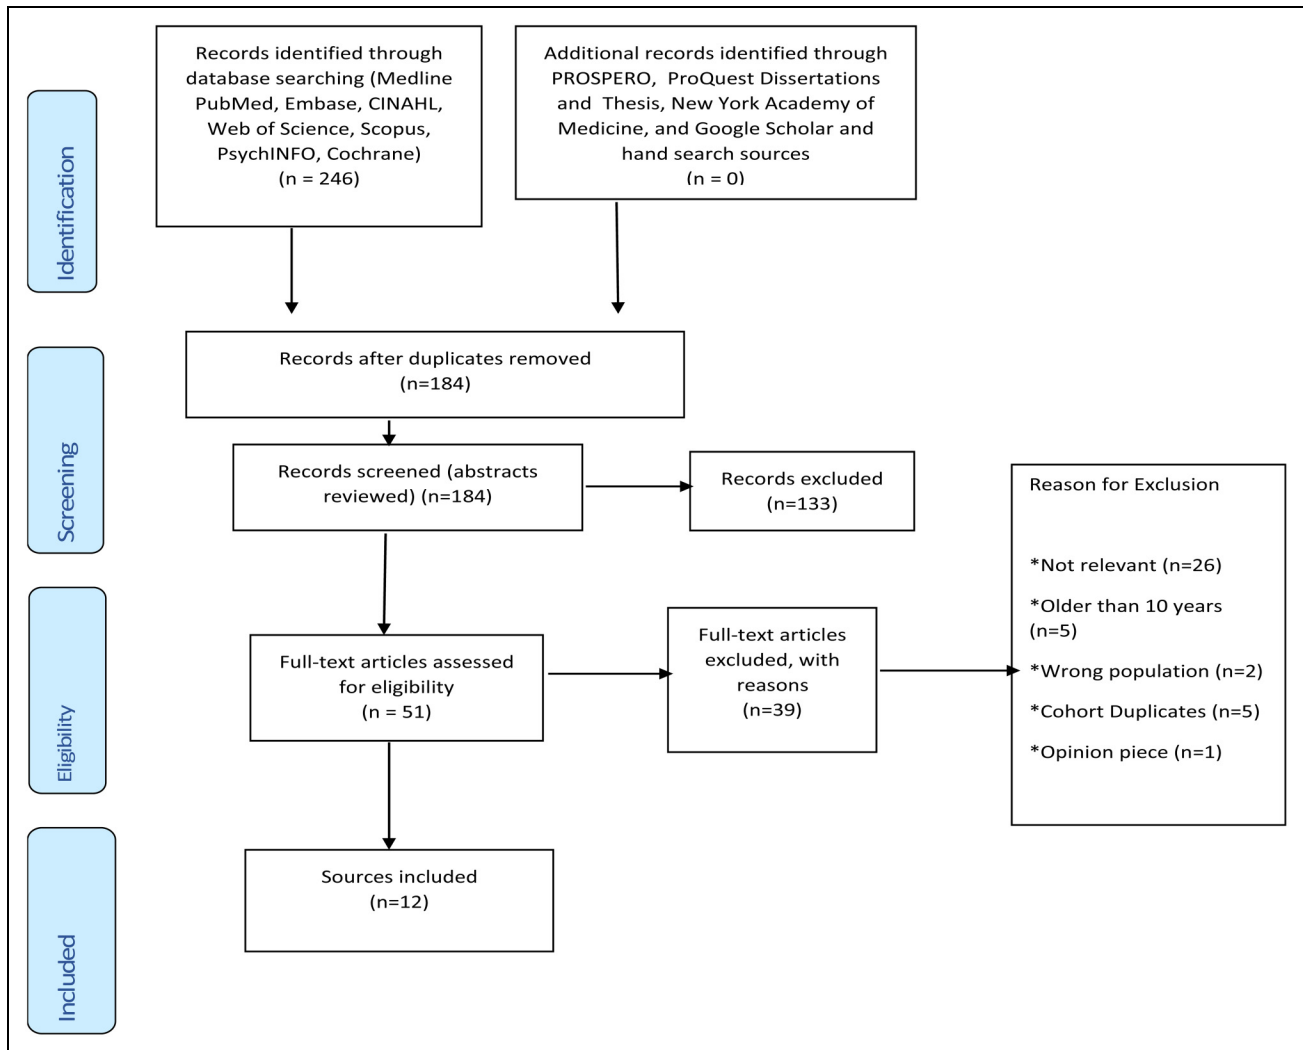 Identification
Records identified through
database searching (Medline
PubMed, Embase, CINAHL,
Web of Science, Scopus,
PsychINFO, Cochrane)
(n = 246)
Additional records identified through
PROSPERO, ProQuest Dissertations
and Thesis, New York Academy of
Medicine, and Google Scholar and
hand search sources
(n = 0)
Screening
Records after duplicates removed
(n=184)
Records screened (abstracts
reviewed) (n=184)
Records excluded
(n=133)
Eligibility
Full-text articles assessed
for eligibility
(n = 51)
Full-text articles
excluded, with
reasons
(n=39)
Reason for Exclusion
*Not relevant (n=26)
*Older than 10 years
(n=5)
*Wrong population (n=2)
*Cohort Duplicates (n=5)
*Opinion piece (n=1)
Included
Sources included
(n=12)